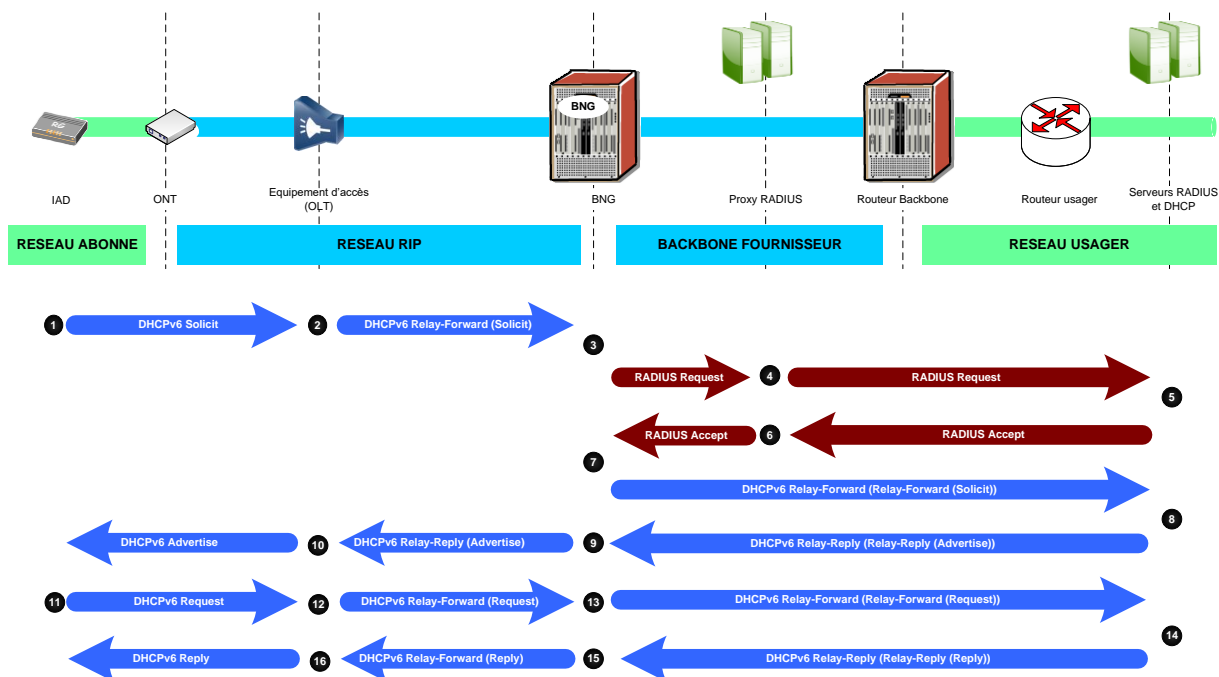 BNG
RG
IAD
ONT
Equipement d'accès
(OLT)
BNG
Proxy RADIUS
Routeur Backbone
Routeur usager
Serveurs RADIUS
et DHCP
RESEAU ABONNE
RESEAU RIP
BACKBONE FOURNISSEUR
RESEAU USAGER
1
DHCPv6 Solicit
2
DHCPv6 Relay-Forward (Solicit)
3
RADIUS Request
4
RADIUS Request
5
RADIUS Accept
6
RADIUS Accept
7
DHCPv6 Relay-Forward (Relay-Forward (Solicit))
8
DHCPv6 Advertise
10
DHCPv6 Relay-Reply (Advertise)
9
DHCPv6 Relay-Reply (Relay-Reply (Advertise))
11
DHCPv6 Request
12
DHCPv6 Relay-Forward (Request)
13
DHCPv6 Relay-Forward (Relay-Forward (Request))
14
DHCPv6 Reply
16
DHCPv6 Relay-Forward (Reply)
15
DHCPv6 Relay-Reply (Relay-Reply (Reply))